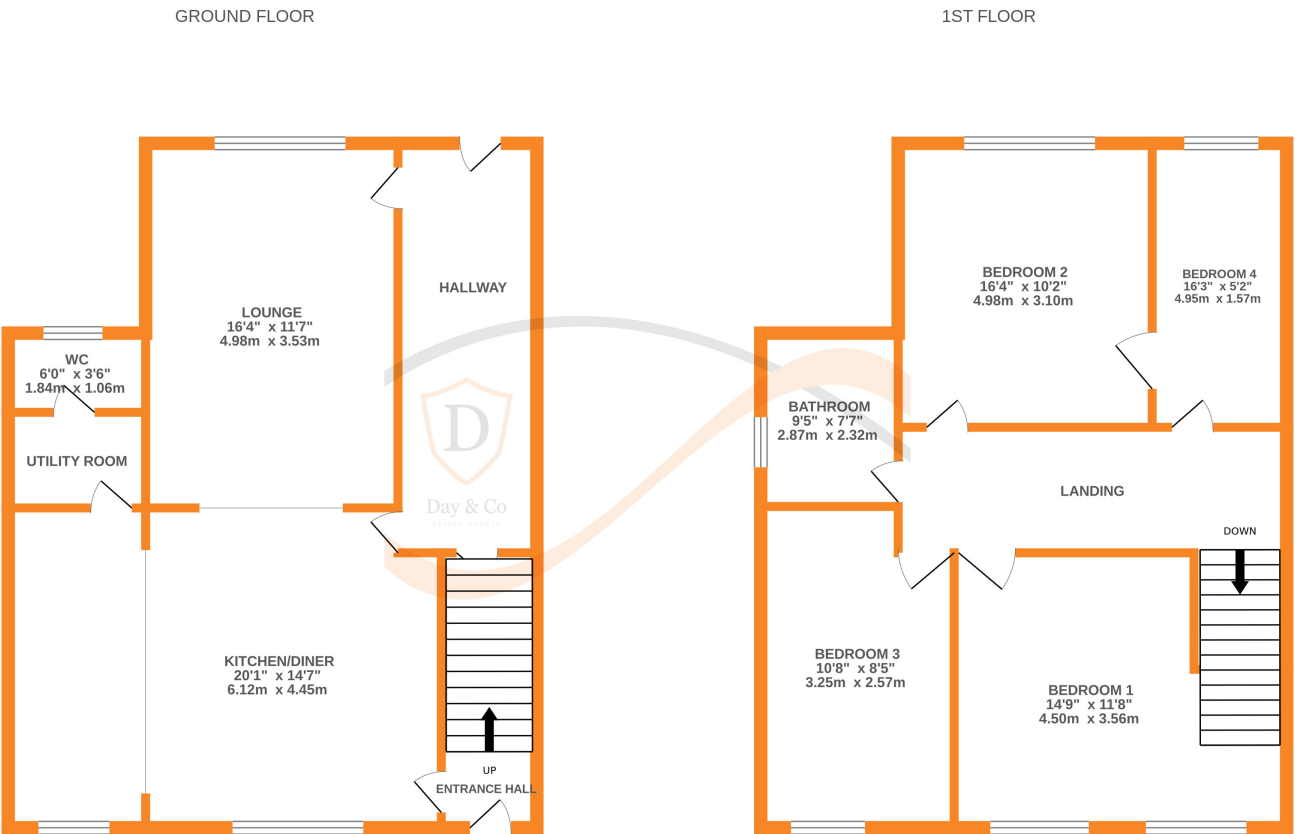 GROUND FLOOR
LOUNGE
16'4" x 11'7"
4.98m x 3.53m
HALLWAY
WC
6'0" x 3'6"
1.84m x 1.06m
UTILITY ROOM
D
Day & Co
ESTATE AGENTS
KITCHEN/DINER
20'1" x 14'7"
6.12m x 4.45m
UP
ENTRANCE HALL
1ST FLOOR
BEDROOM 2
16'4" x 10'2"
4.98m x 3.10m
BEDROOM 4
16'3" x 5'2"
4.95m x 1.57m
BATHROOM
9'5" x 7'7"
2.87m x 2.32m
LANDING
DOWN
BEDROOM 3
10'8" x 8'5"
3.25m x 2.57m
BEDROOM 1
14'9" x 11'8"
4.50m x 3.56m